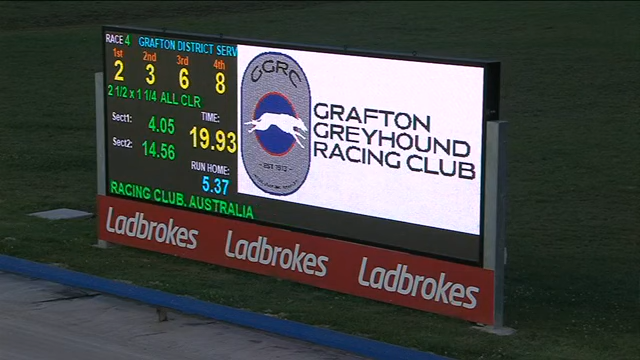 RACE 4 GRAFTON DISTRICT SERV
1st 2nd 3rd 4th
2 3 6 8
2 1/2 x 1 1/4 ALL CLR
Sect1: 4.05 TIME:
19.93
Sect2: 14.56
RUN HOME:
5.37
RACING CLUB, AUSTRALIA
GGRC
EST 1912
GRAFTON
GREYHOUND
RACING CLUB
Ladbrokes Ladbrokes Ladbrokes